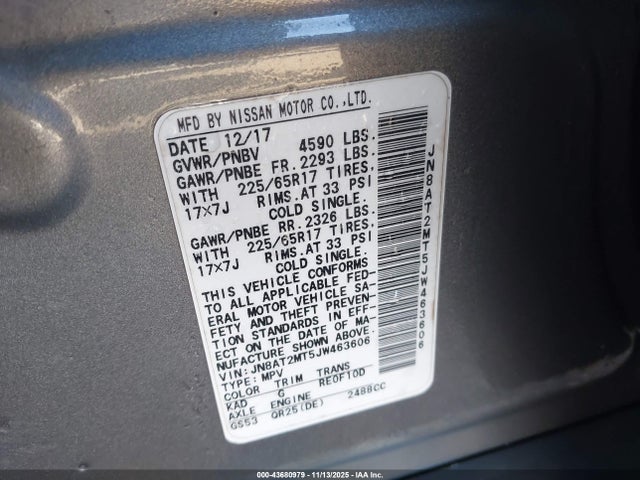 MFD BY NISSAN MOTOR CO.,LTD.
DATE 12/17
GVWR/PNBV 4590 LBS.
GAWR/PNBE FR. 2293 LBS.
WITH 225/65R17 TIRES,
17×7J RIMS.AT 33 PSI
COLD SINGLE.
GAWR/PNBE RR. 2326 LBS.
WITH 225/65R17 TIRES,
17×7J RIMS.AT 33 PSI
COLD SINGLE.
THIS VEHICLE CONFORMS
TO ALL APPLICABLE FED-
ERAL MOTOR VEHICLE SA-
FETY AND THEFT PREVEN-
TION STANDARDS IN EFF-
ECT ON THE DATE OF MA-
NUFACTURE SHOWN ABOVE.
VIN: JN8AT2MT5JW463606
TYPE: MPV
COLOR TRIM TRANS
KAD G RE0F10D
AXLE ENGINE
GS53 QR25(DE) 2488CC
JN8AT2MT5JW463606
000-43680979 - 11/13/2025 - IAA Inc.